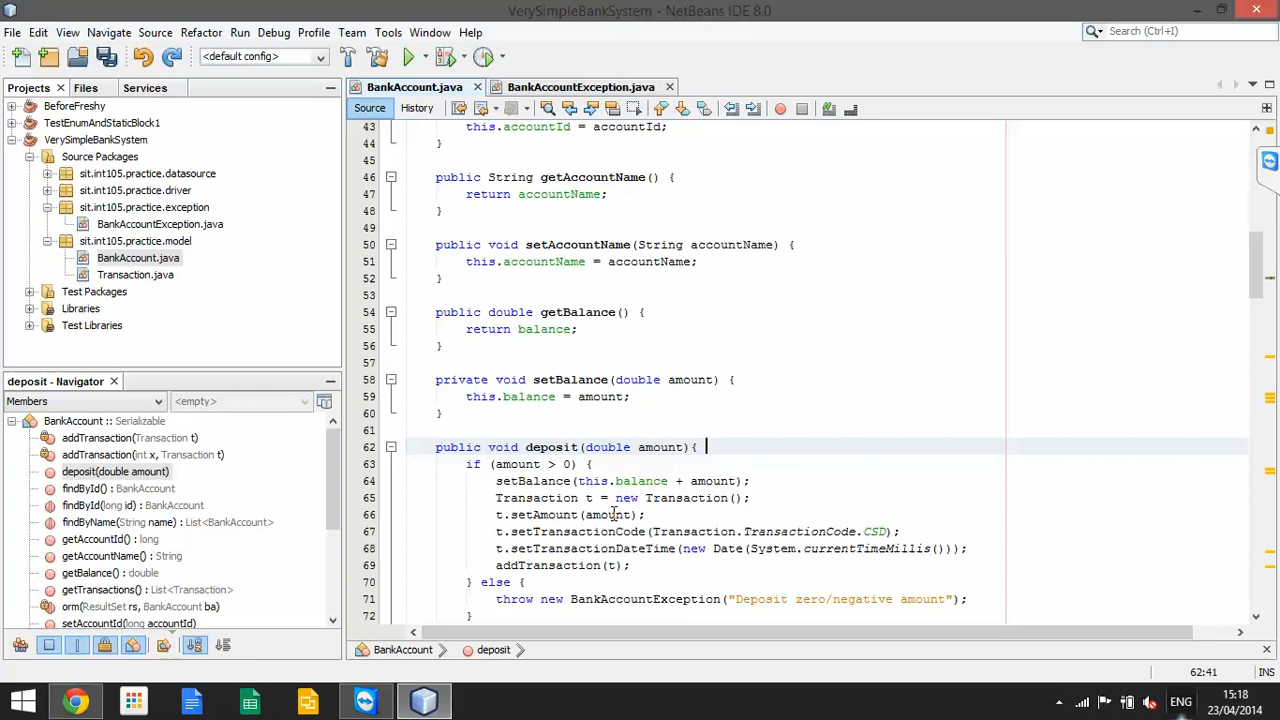 VerySimpleBankSystem - NetBeans IDE 8.0
File Edit View Navigate Source Refactor Run Debug Profile Team Tools Window Help
Search (Ctrl+I)
<default config>
Projects Files Services
BeforeFreshy
TestEnumAndStaticBlock1
VerySimpleBankSystem
Source Packages
sit.int105.practice.datasource
sit.int105.practice.driver
sit.int105.practice.exception
BankAccountException.java
sit.int105.practice.model
BankAccount.java
Transaction.java
Test Packages
Libraries
Test Libraries
deposit - Navigator
Members <empty>
BankAccount :: Serializable
addTransaction(Transaction t)
addTransaction(int x, Transaction t)
deposit(double amount)
findById()  : BankAccount
findById(long id) : BankAccount
findByName(String name) : List<BankAccount>
getAccountId() : long
getAccountName() : String
getBalance() : double
getTransactions() : List<Transaction>
orm(ResultSet rs, BankAccount ba)
setAccountId(long accountId)
BankAccount.java BankAccountException.java
Source History
43 this.accountId = accountId;
44 }
45
46 public String getAccountName() {
47 return accountName;
48 }
49
50 public void setAccountName(String accountName) {
51 this.accountName = accountName;
52 }
53
54 public double getBalance() {
55 return balance;
56 }
57
58 private void setBalance(double amount) {
59 this.balance = amount;
60 }
61
62 public void deposit(double amount){
63 if (amount > 0) {
64 setBalance(this.balance + amount);
65 Transaction t = new Transaction();
66 t.setAmount(amount);
67 t.setTransactionCode(Transaction.TransactionCode.CSD);
68 t.setTransactionDateTime(new Date(System.currentTimeMillis()));
69 addTransaction(t);
70 } else {
71 throw new BankAccountException("Deposit zero/negative amount");
72 }
BankAccount deposit
62:41 INS
ENG
15:18
23/04/2014